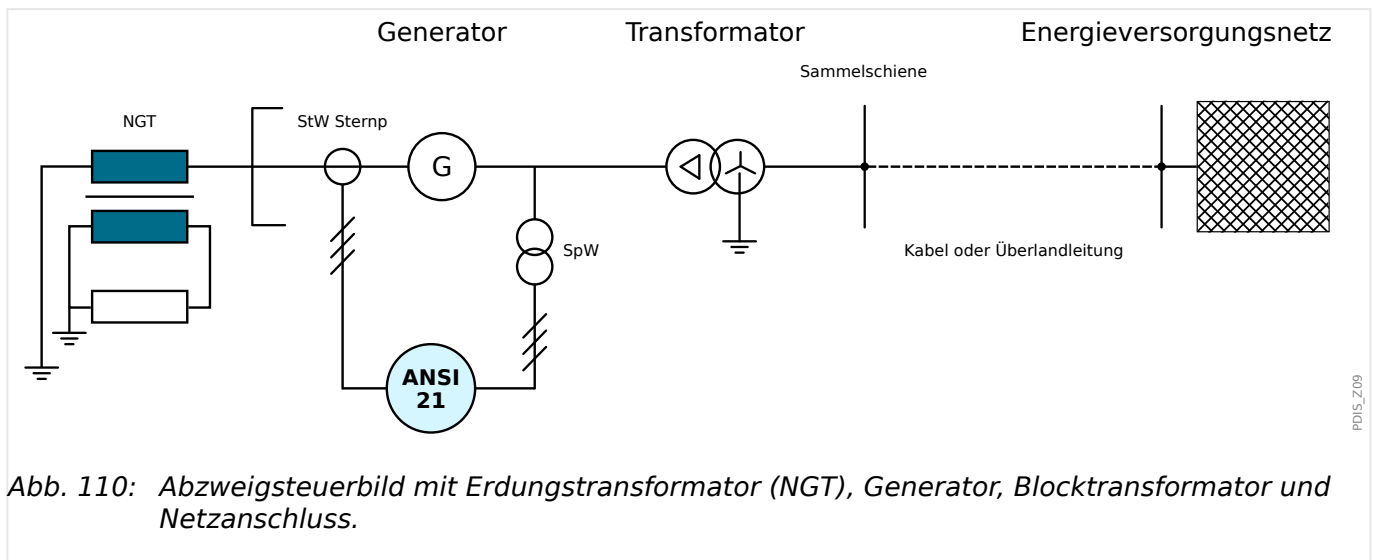 Generator
Transformator
Energieversorgungsnetz
Sammelschiene
NGT
StW Sternp
G
SpW
Kabel oder Überlandleitung
ANSI
21
PDIS_Z09
Abb. 110: Abzweigsteuerbild mit Erdungstransformator (NGT), Generator, Blocktransformator und
Netzanschluss.